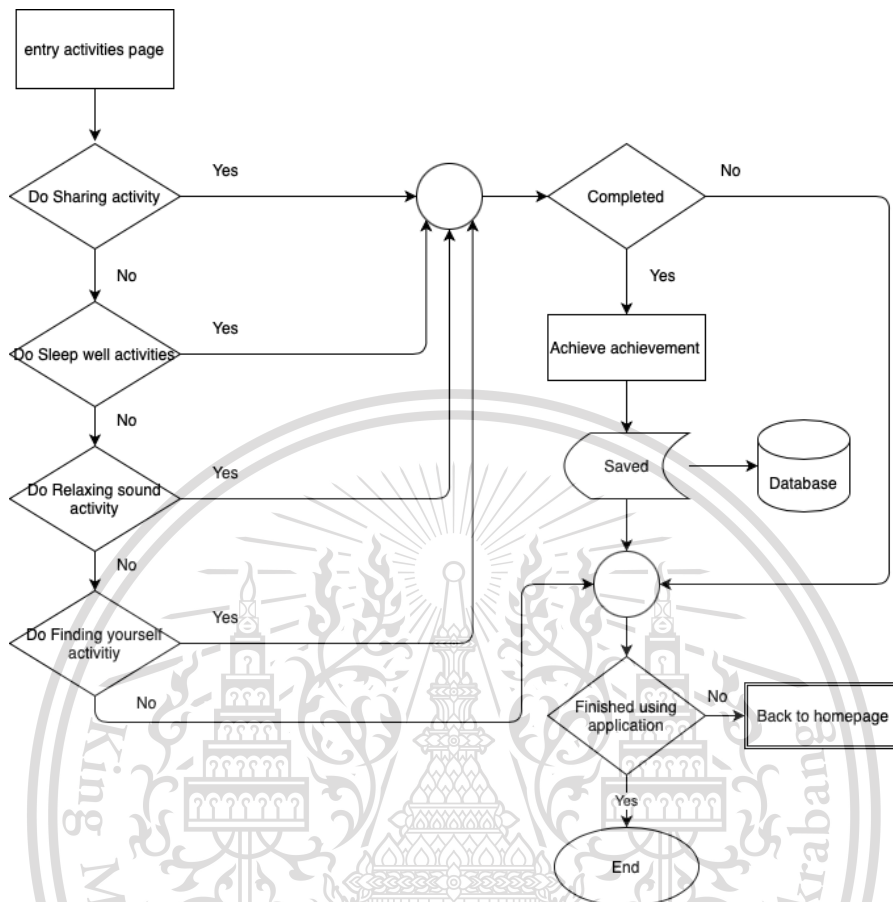 entry activities page
Yes
No
Do Sharing activity
Completed
No
Yes
Yes
Do Sleep well activities
Achieve achievement
No
Yes
Saved
Database
Do Relaxing sound
activity
No
Yes
Do Finding yourself
activitiy
No
Finished using
application
No
Back to homepage
Yes
End
King M
krabang